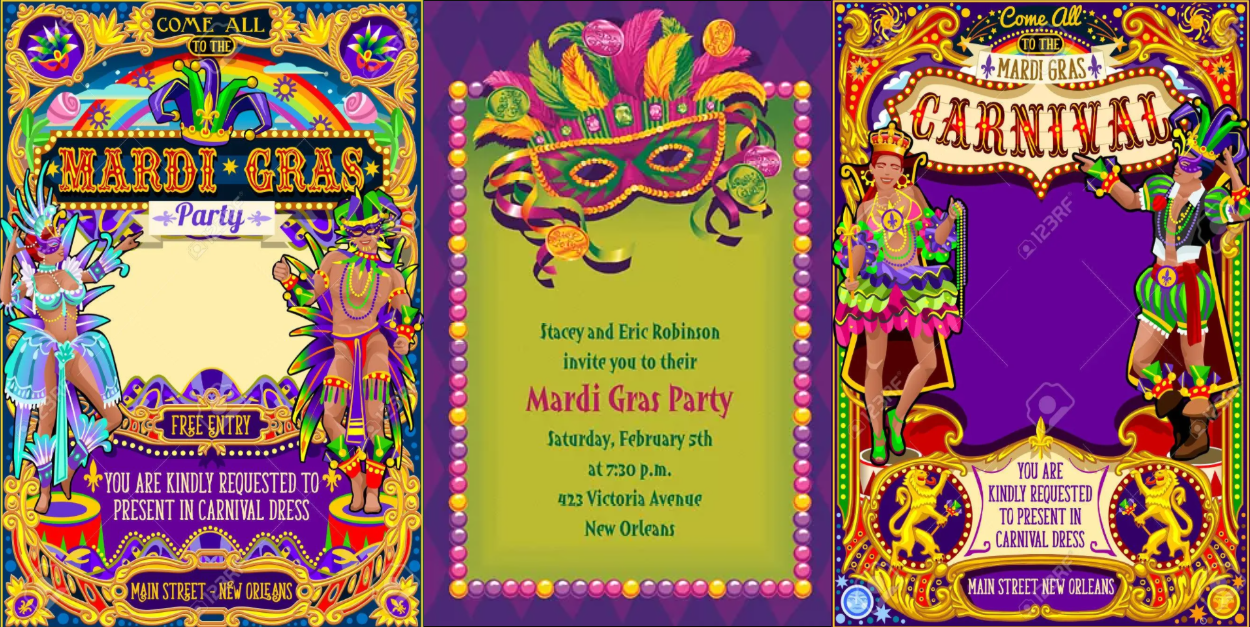 COME ALL
TO THE
MARDI GRAS
Party
FREE ENTRY
YOU ARE KINDLY REQUESTED TO
PRESENT IN CARNIVAL DRESS
MAIN STREET NEW ORLEANS
Stacey and Eric Robinson
invite you to their
Mardi Gras Party
Saturday, February 5th
at 7:30 p.m.
423 Victoria Avenue
New Orleans
Come All
TO THE
MARDI GRAS
CARNIVAL
YOU ARE
KINDLY REQUESTED
TO PRESENT IN
CARNIVAL DRESS
MAIN STREET NEW ORLEANS
123RF